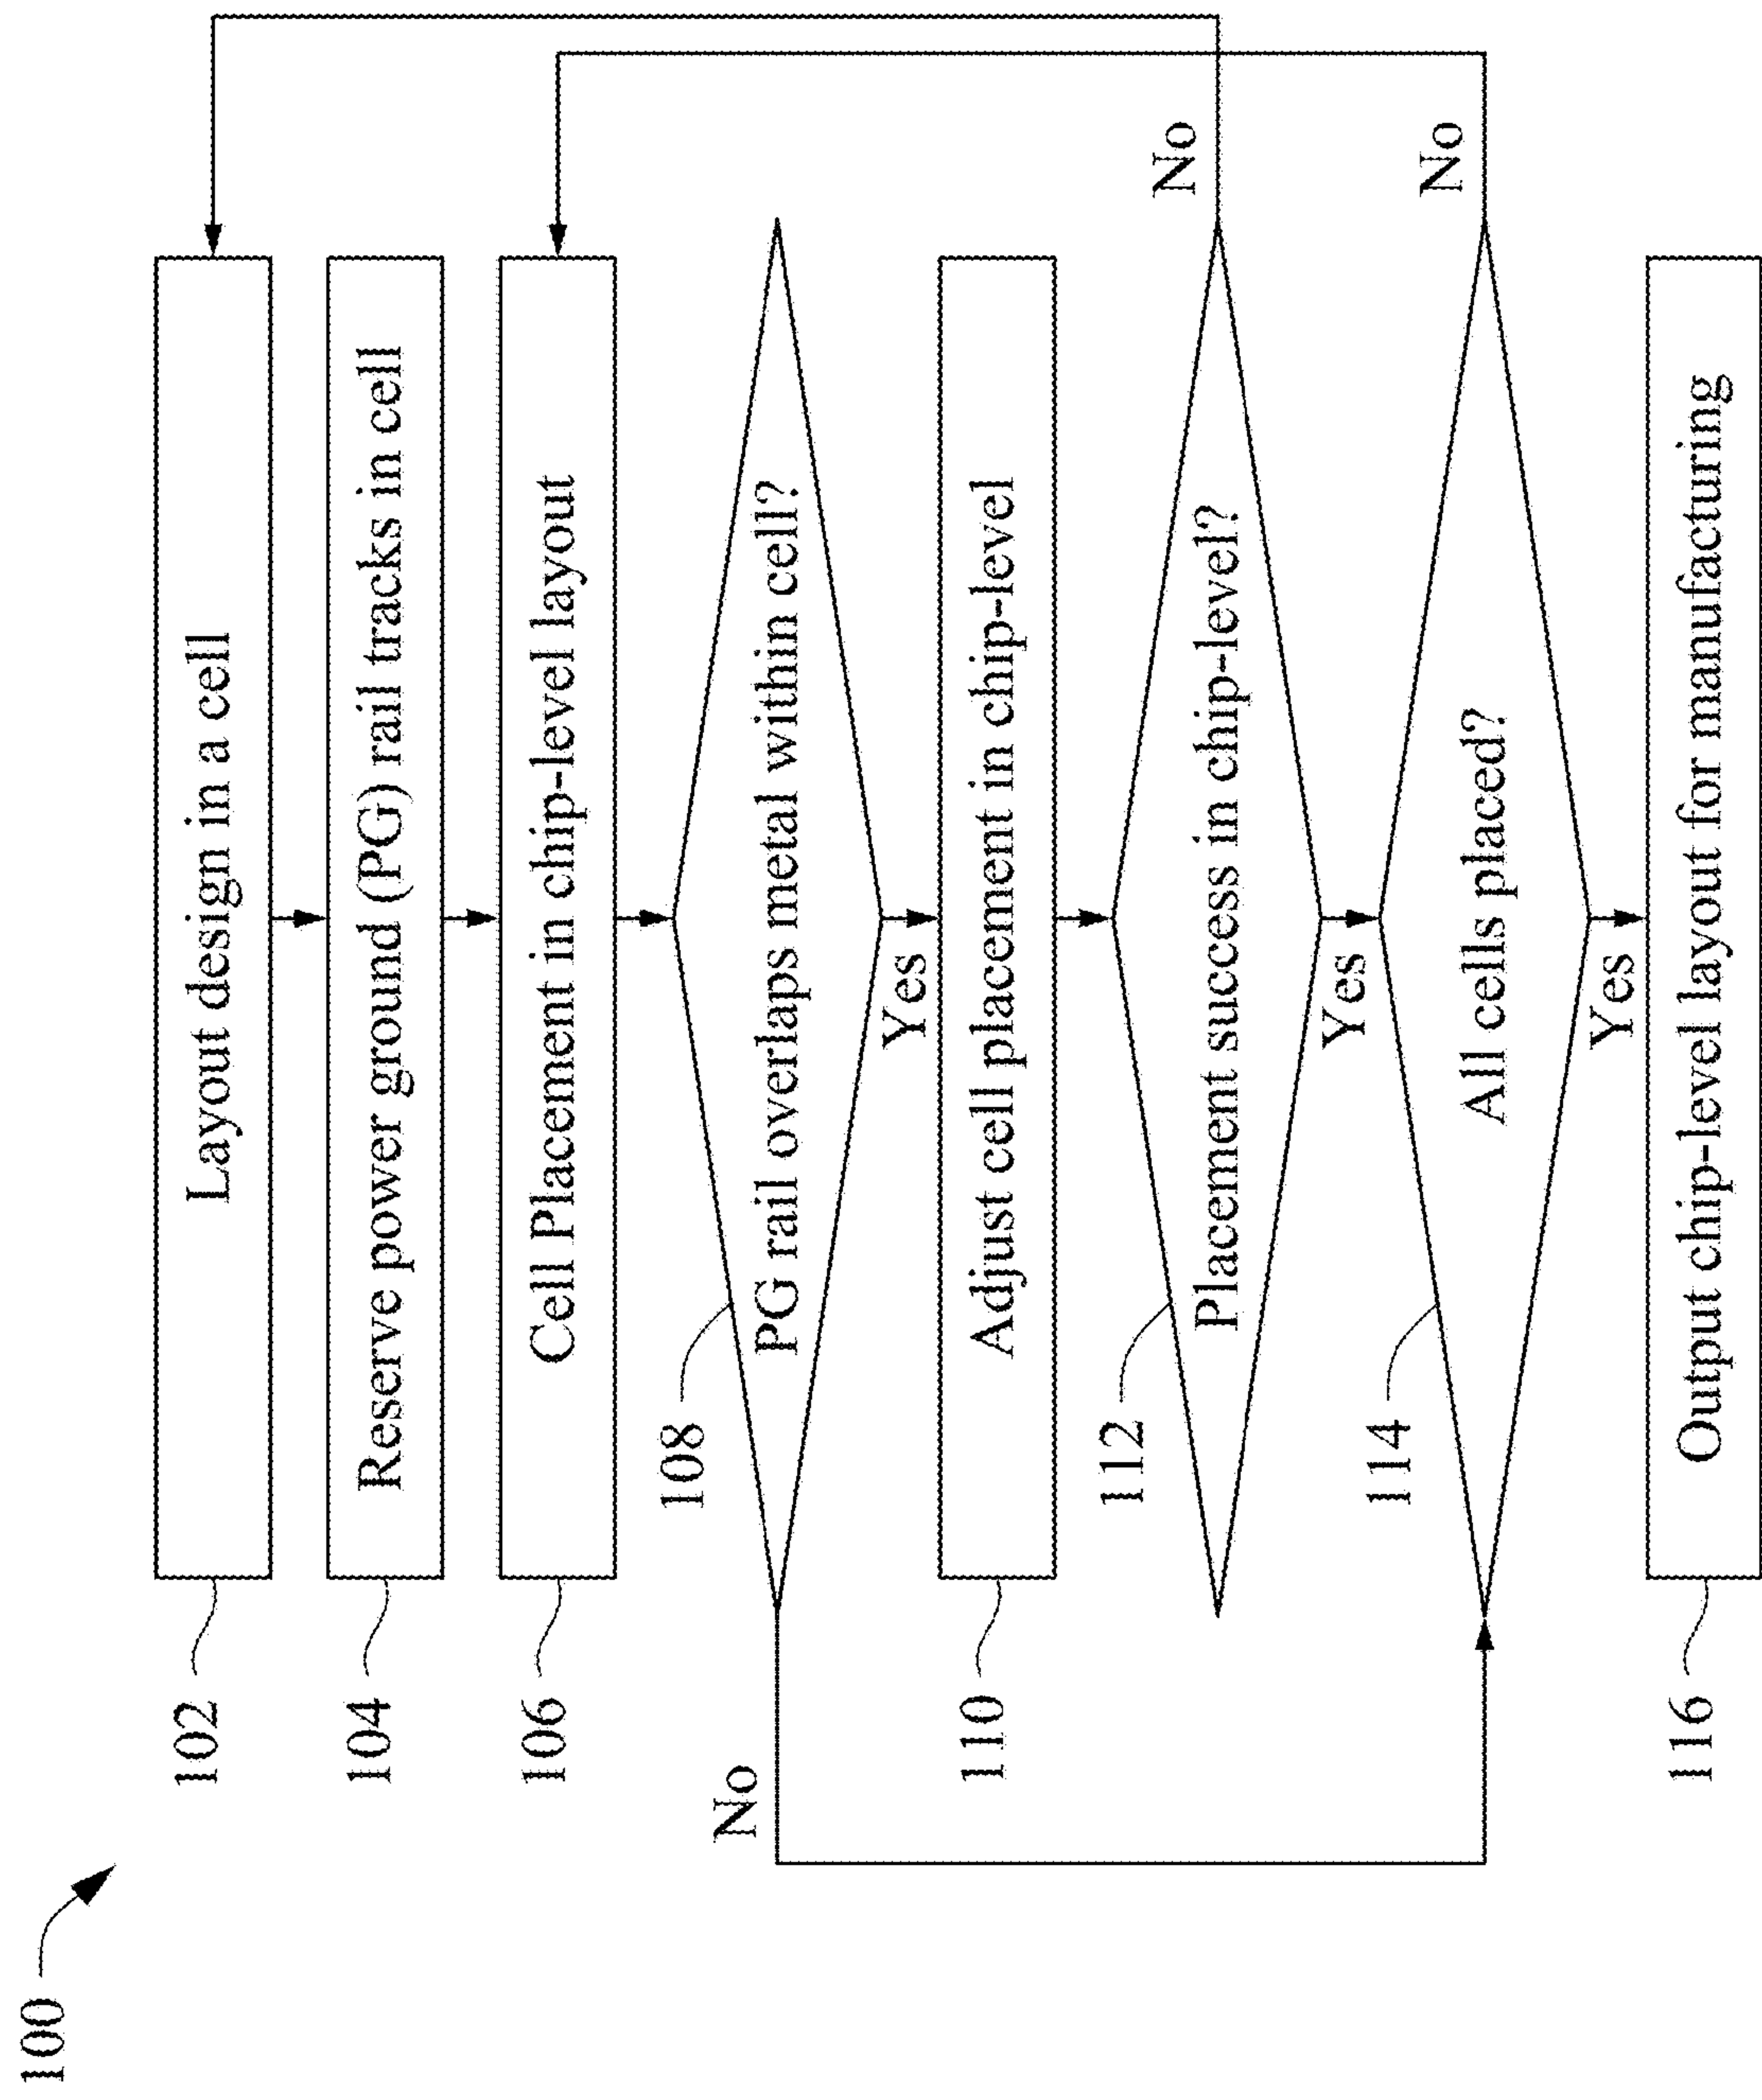 100
102
Layout design in a cell
104
Reserve power ground (PG) rail tracks in cell
106
Cell Placement in chip-level layout
108
PG rail overlaps metal within cell?
No
Yes
110
Adjust cell placement in chip-level
112
Placement success in chip-level?
No
Yes
114
All cells placed?
No
Yes
116
Output chip-level layout for manufacturing